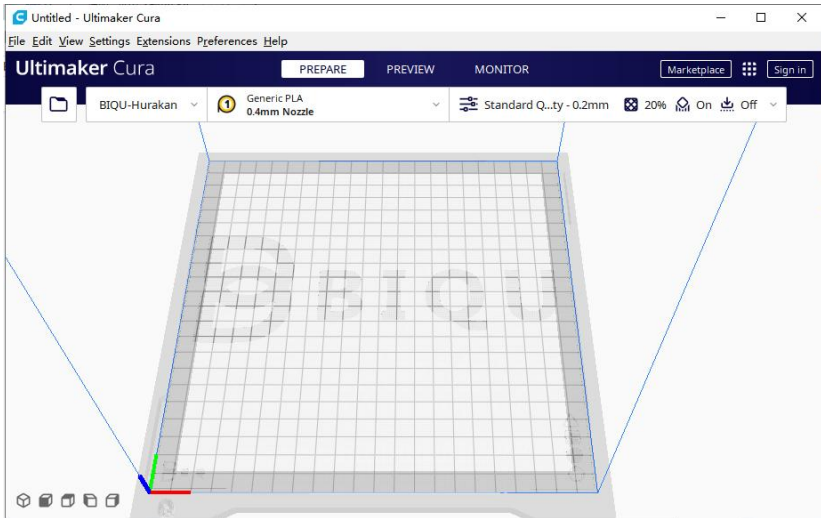 Untitled - Ultimaker Cura
File Edit View Settings Extensions Preferences Help
Ultimaker Cura PREPARE PREVIEW MONITOR Marketplace Sign in
BIQU-Hurakan 1 Generic PLA Standard Q...ty - 0.2mm 20% On Off
0.4mm Nozzle
BIQU